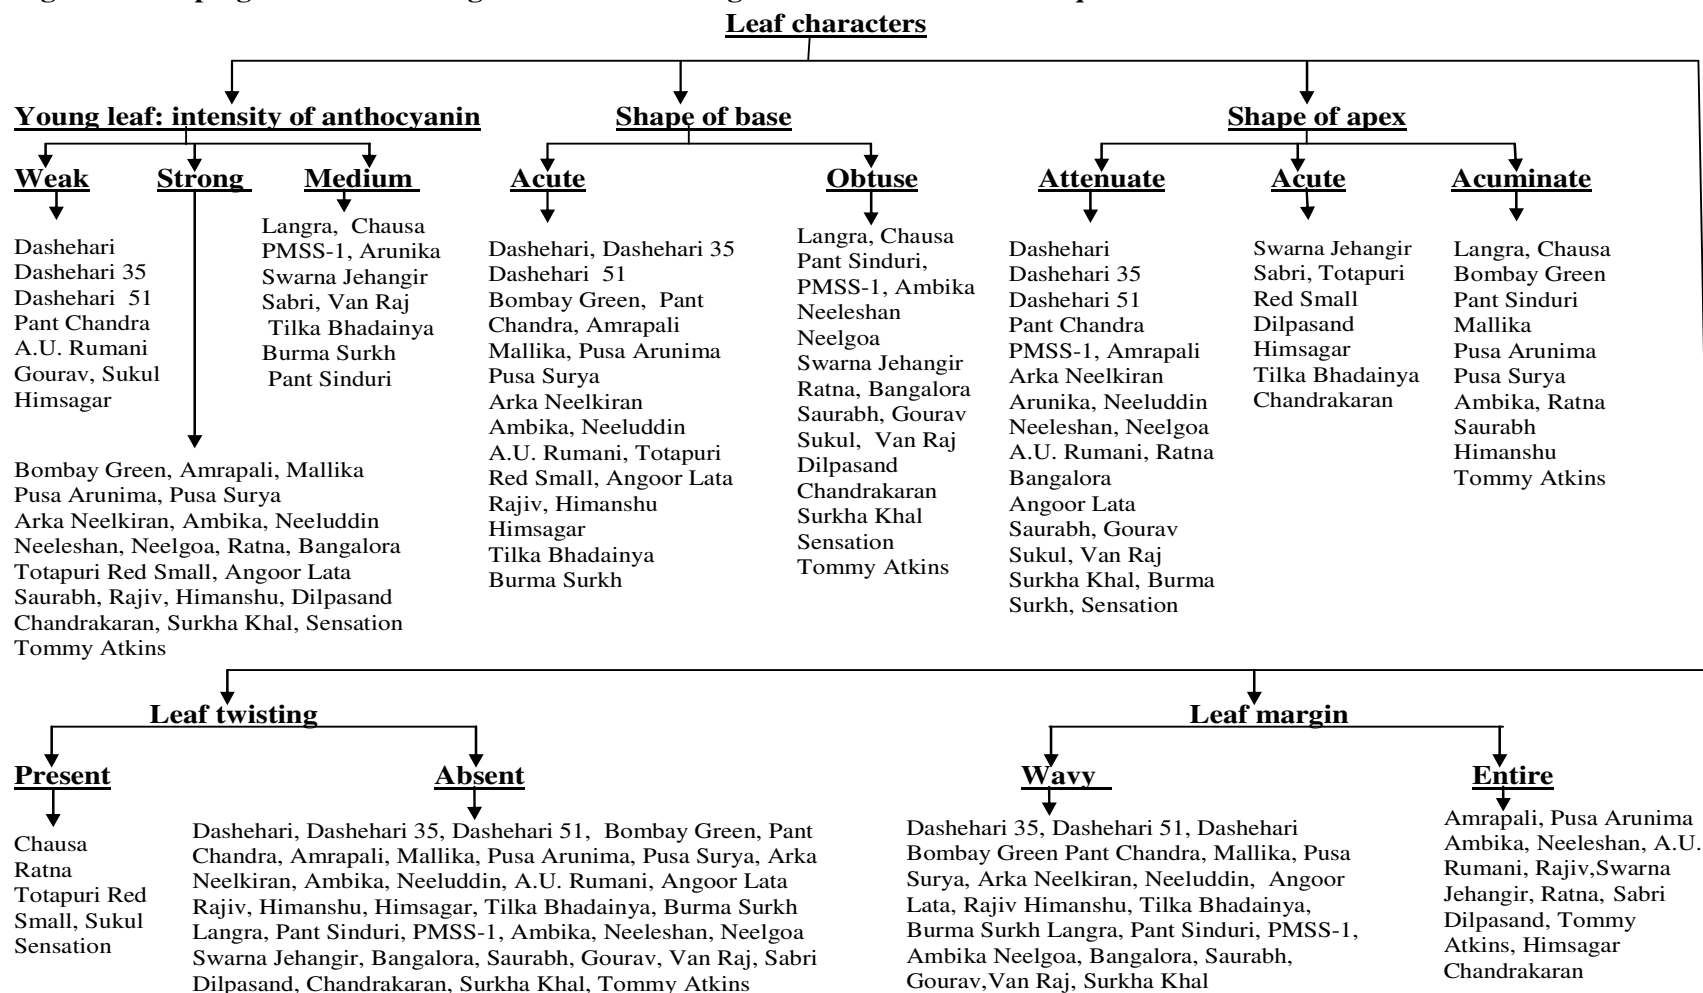 Leaf characters
Young leaf: intensity of anthocyanin
Shape of base
Shape of apex
Weak
Strong
Medium
Acute
Obtuse
Attenuate
Acute
Acuminate
Dashehari
Dashehari 35
Dashehari 51
Pant Chandra
A.U. Rumani
Gourav, Sukul
Himsagar
Bombay Green, Amrapali, Mallika
Pusa Arunima, Pusa Surya
Arka Neelkiran, Ambika, Neeluddin
Neeleshan, Neelgoa, Ratna, Bangalora
Totapuri Red Small, Angoor Lata
Saurabh, Rajiv, Himanshu, Dilpasand
Chandrakaran, Surkha Khal, Sensation
Tommy Atkins
Langra, Chausa
PMSS-1, Arunika
Swarna Jehangir
Sabri, Van Raj
Tilka Bhadainya
Burma Surkh
Pant Sinduri
Dashehari, Dashehari 35
Dashehari 51
Bombay Green, Pant
Chandra, Amrapali
Mallika, Pusa Arunima
Pusa Surya
Arka Neelkiran
Ambika, Neeluddin
A.U. Rumani, Totapuri
Red Small, Angoor Lata
Rajiv, Himanshu
Himsagar
Tilka Bhadainya
Burma Surkh
Langra, Chausa
Pant Sinduri,
PMSS-1, Ambika
Neeleshan
Neelgoa
Swarna Jehangir
Ratna, Bangalora
Saurabh, Gourav
Sukul, Van Raj
Dilpasand
Chandrakaran
Surkha Khal
Sensation
Tommy Atkins
Dashehari
Dashehari 35
Dashehari 51
Pant Chandra
PMSS-1, Amrapali
Arka Neelkiran
Arunika, Neeluddin
Neeleshan, Neelgoa
A.U. Rumani, Ratna
Bangalora
Angoor Lata
Saurabh, Gourav
Sukul, Van Raj
Surkha Khal, Burma
Surkh, Sensation
Swarna Jehangir
Sabri, Totapuri
Red Small
Dilpasand
Himsagar
Tilka Bhadainya
Chandrakaran
Langra, Chausa
Bombay Green
Pant Sinduri
Mallika
Pusa Arunima
Pusa Surya
Ambika, Ratna
Saurabh
Himanshu
Tommy Atkins
Leaf twisting
Leaf margin
Present
Absent
Wavy
Entire
Chausa
Ratna
Totapuri Red
Small, Sukul
Sensation
Dashehari, Dashehari 35, Dashehari 51, Bombay Green, Pant
Chandra, Amrapali, Mallika, Pusa Arunima, Pusa Surya, Arka
Neelkiran, Ambika, Neeluddin, A.U. Rumani, Angoor Lata
Rajiv, Himanshu, Himsagar, Tilka Bhadainya, Burma Surkh
Langra, Pant Sinduri, PMSS-1, Ambika, Neeleshan, Neelgoa
Swarna Jehangir, Bangalora, Saurabh, Gourav, Van Raj, Sabri
Dilpasand, Chandrakaran, Surkha Khal, Tommy Atkins
Dashehari 35, Dashehari 51, Dashehari
Bombay Green Pant Chandra, Mallika, Pusa
Surya, Arka Neelkiran, Neeluddin, Angoor
Lata, Rajiv Himanshu, Tilka Bhadainya,
Burma Surkh Langra, Pant Sinduri, PMSS-1,
Ambika Neelgoa, Bangalora, Saurabh,
Gourav,Van Raj, Surkha Khal
Amrapali, Pusa Arunima
Ambika, Neeleshan, A.U.
Rumani, Rajiv,Swarna
Jehangir, Ratna, Sabri
Dilpasand, Tommy
Atkins, Himsagar
Chandrakaran